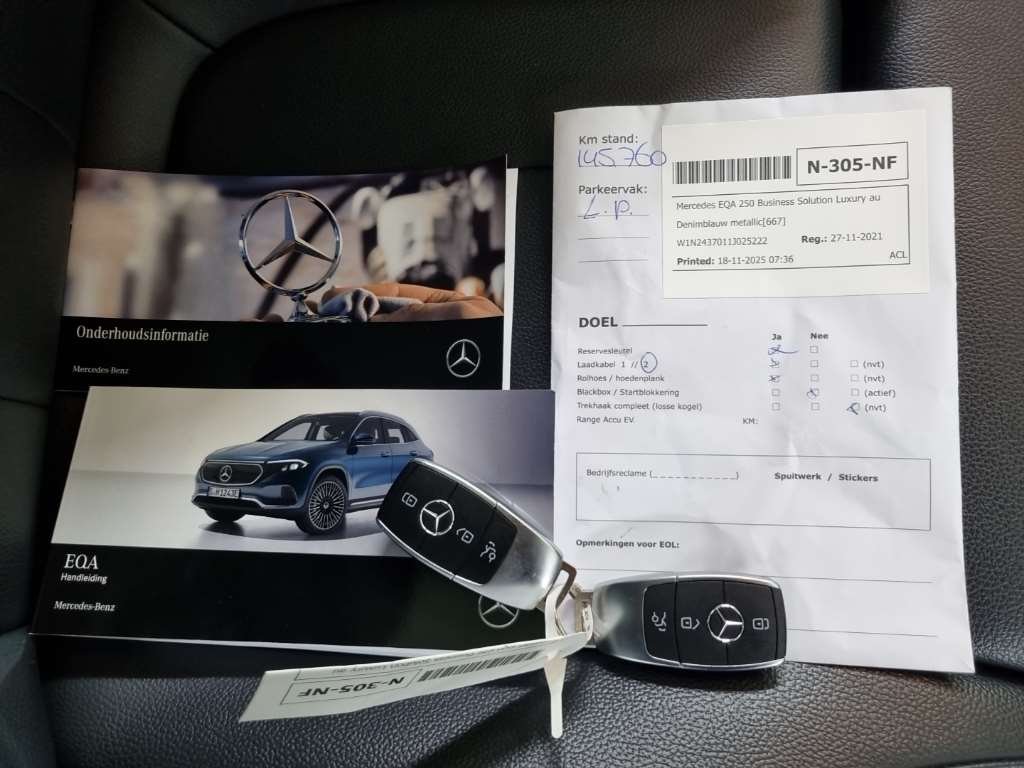 Onderhoudsinformatie
Mercedes-Benz
EQA
Handleiding
Mercedes-Benz
Km stand:
145.760
Parkeervak:
L.p.
N-305-NF
Mercedes EQA 250 Business Solution Luxury au
Denimblauw metallic[667]
W1N2437011J025222 Reg.: 27-11-2021
Printed: 18-11-2025 07:36 ACL
DOEL
Ja Nee
Reservesleutel
Laadkabel 1 // 2 (nvt)
Rolhoes / hoedenplank (nvt)
Blackbox / Startblokkering (actief)
Trekhaak compleet (losse kogel) (nvt)
Range Accu EV. KM:
Bedrijfsreclame (___________) Spuitwerk / Stickers
Opmerkingen voor EOL:
N-305-NF